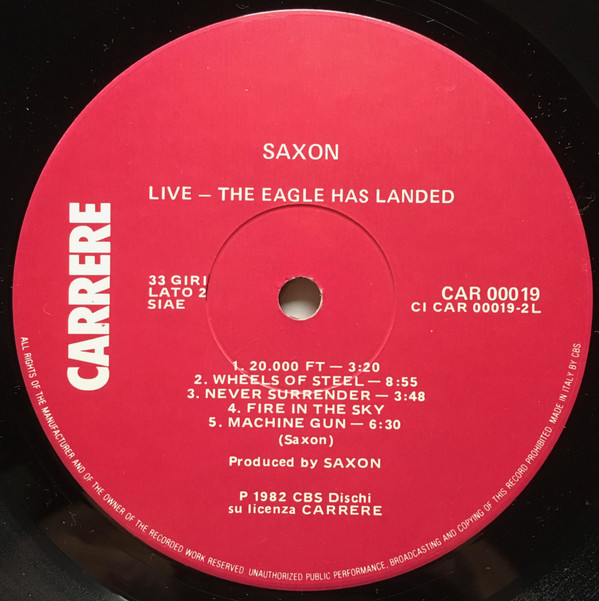 SAXON
LIVE — THE EAGLE HAS LANDED
CARRERE
33 GIRI
LATO 2
SIAE
CAR 00019
CI CAR 00019-2L
1. 20.000 FT — 3:20
2. WHEELS OF STEEL — 8:55
3. NEVER SURRENDER — 3:48
4. FIRE IN THE SKY
5. MACHINE GUN — 6:30
(Saxon)
Produced by SAXON
P 1982 CBS Dischi
su licenza CARRERE
ALL RIGHTS OF THE MANUFACTURER AND OF THE OWNER OF THE RECORDED WORK RESERVED. UNAUTHORIZED PUBLIC PERFORMANCE, BROADCASTING AND COPYING OF THIS RECORD PROHIBITED. MADE IN ITALY BY CBS